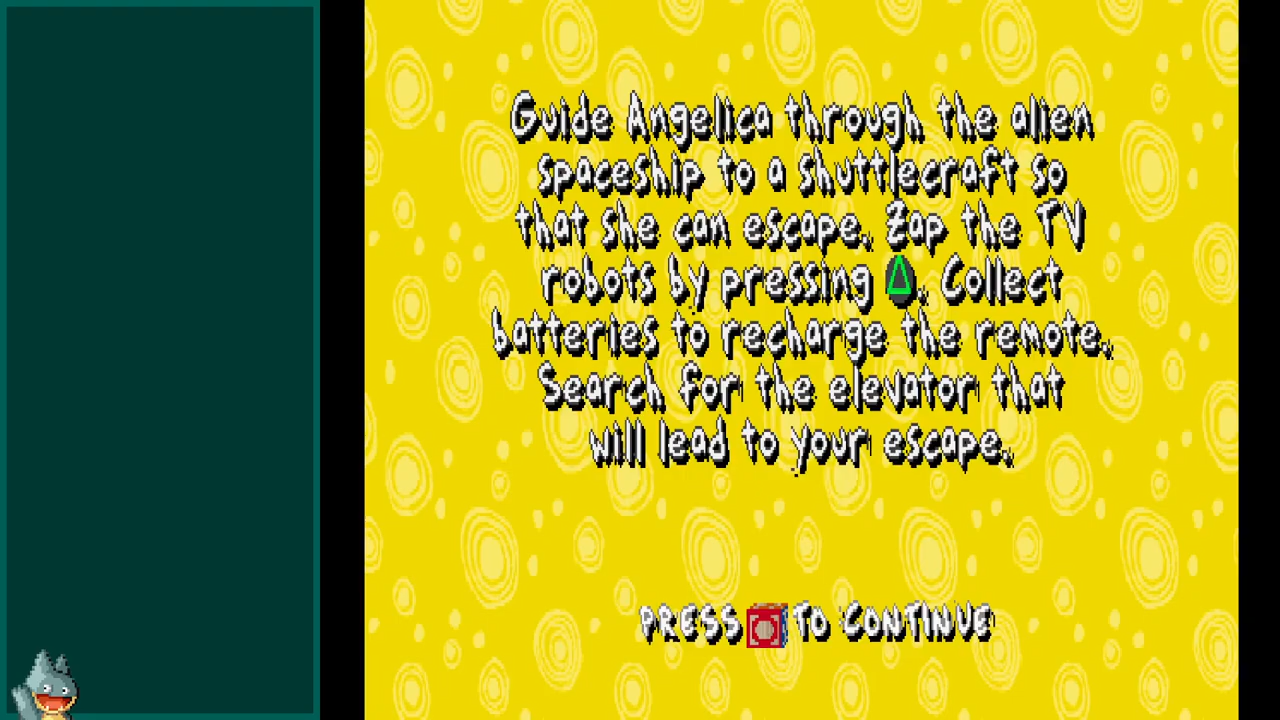 Guide Angelica through the alien
spaceship to a shuttlecraft so
that she can escape. Zap the TV
robots by pressing . Collect
batteries to recharge the remote.
Search for the elevator that
will lead to your escape.
PRESS TO CONTINUE